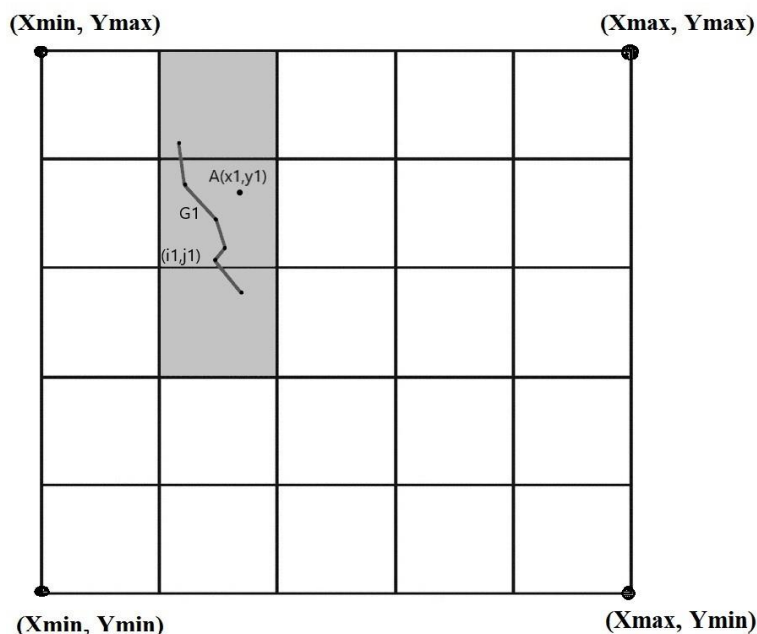 (Xmin, Ymax)
(Xmax, Ymax)
A(x1,y1)
G1
(i1,j1)
(Xmin, Ymin)
(Xmax, Ymin)